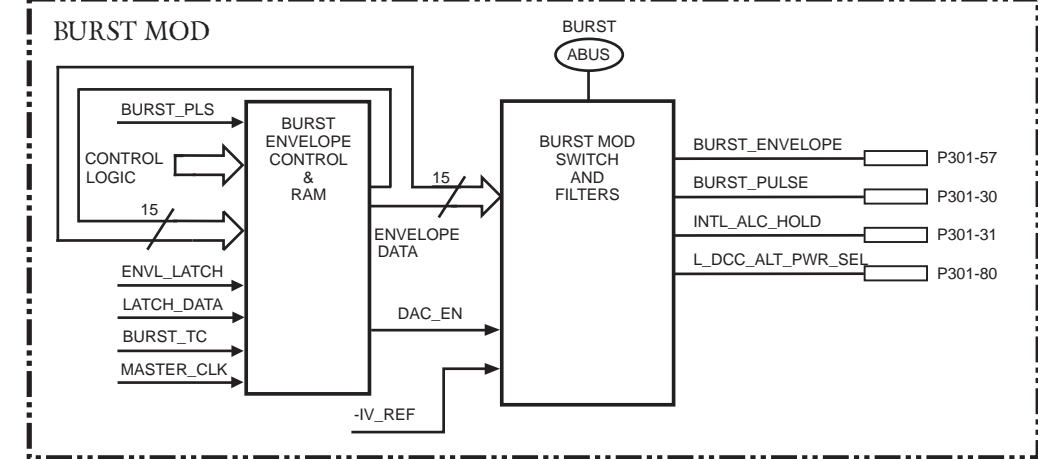 BURST MOD
BURST
ABUS
BURST_PLS
CONTROL
LOGIC
15
ENVL_LATCH
LATCH_DATA
BURST_TC
MASTER_CLK
BURST
ENVELOPE
CONTROL
&
RAM
15
ENVELOPE
DATA
DAC_EN
-IV_REF
BURST MOD
SWITCH
AND
FILTERS
BURST_ENVELOPE
P301-57
BURST_PULSE
P301-30
INTL_ALC_HOLD
P301-31
L_DCC_ALT_PWR_SEL
P301-80